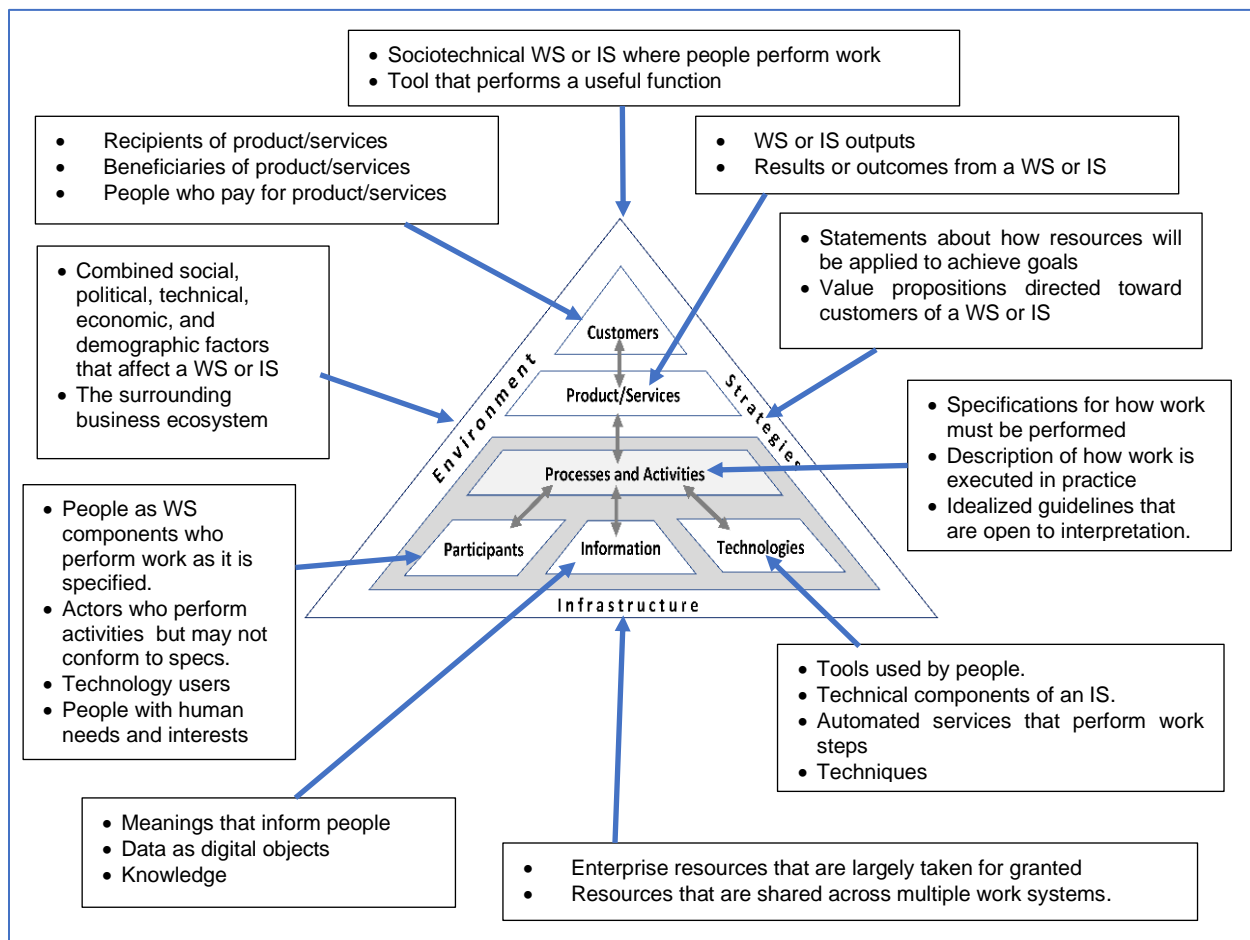 • Sociotechnical WS or IS where people perform work
• Tool that performs a useful function
• Recipients of product/services
• Beneficiaries of product/services
• People who pay for product/services
• WS or IS outputs
• Results or outcomes from a WS or IS
• Combined social,
political, technical,
economic, and
demographic factors
that affect a WS or IS
• The surrounding
business ecosystem
• Statements about how resources will
be applied to achieve goals
• Value propositions directed toward
customers of a WS or IS
Customers
Product/Services
Environment
Strategies
Processes and Activities
Participants
Information
Technologies
Infrastructure
• Specifications for how work
must be performed
• Description of how work is
executed in practice
• Idealized guidelines that
are open to interpretation.
• People as WS
components who
perform work as it is
specified.
• Actors who perform
activities but may not
conform to specs.
• Technology users
• People with human
needs and interests
• Tools used by people.
• Technical components of an IS.
• Automated services that perform work
steps
• Techniques
• Meanings that inform people
• Data as digital objects
• Knowledge
• Enterprise resources that are largely taken for granted
• Resources that are shared across multiple work systems.